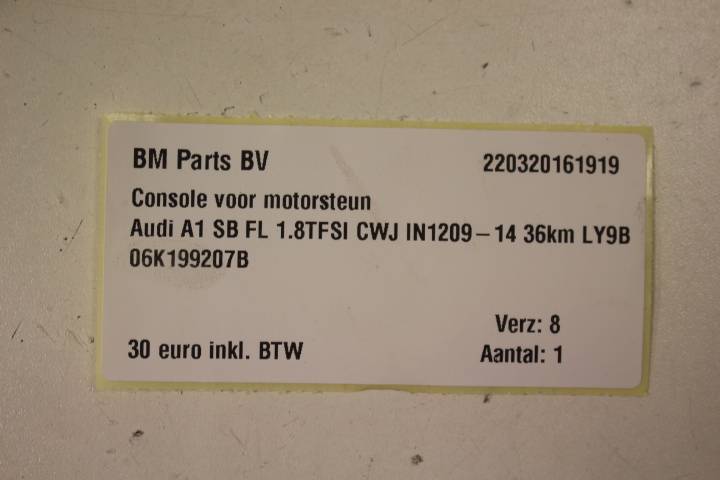 BM Parts BV 220320161919
Console voor motorsteun
Audi A1 SB FL 1.8TFSI CWJ IN1209-14 36km LY9B
06K199207B
Verz: 8
30 euro inkl. BTW Aantal: 1